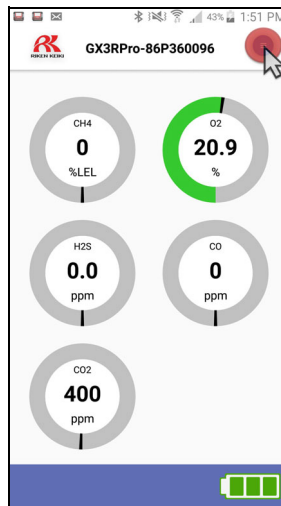 43% 1:51 PM
RIKEN KEIKI
GX3RPro-86P360096
CH4
0
%LEL
O2
20.9
%
H2S
0.0
ppm
CO
0
ppm
CO2
400
ppm